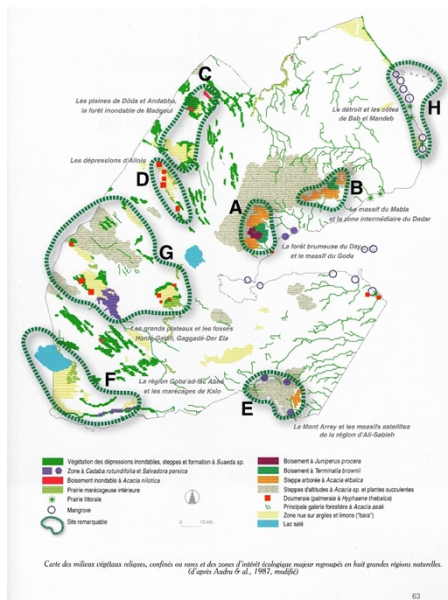 C
Les plaines de Dôda et Andabba,
la forêt inondable de Madgoul
Le détroit et les côtes
de Bab el Mandeb
H
Les dépressions d'Allols
D
A
B
Le massif du Mabla
et la zone intermédiaire du Dadar
La forêt brumeuse du Day
et le massif du Goda
G
Les grands plateaux et les fosses
Hanlé-Galafi, Gaggadé-Der Ela
La région Goba'ad-lac Abhé
et les marécages de Kalo
F
E
Le Mont Arrey et les massifs satellites
de la région d'Ali-Sabieh
Végétation des dépressions inondables, steppes et formation à Suaeda sp.
Zone à Cadaba rotundifolia et Salvadora persica
Boisement inondable à Acacia nilotica
Prairie marécageuse intérieure
Prairie littorale
Mangrove
Site remarquable
0 10 km
Boisement à Juniperus procera
Boisement à Terminalia brownii
Steppe arborée à Acacia etbaica
Steppes d'altitudes à Acacia sp. et plantes succulentes
Doumeraie (palmeraie à Hyphaene thebaïca)
Principale galerie forestière à Acacia asak
Zone nue sur argiles et limons "bara"
Lac salé
Carte des milieux végétaux reliques, confinés ou rares et des zones d'intérêt écologique majeur regroupés en huit grandes régions naturelles.
(d'après Audru & al., 1987, modifié)
63